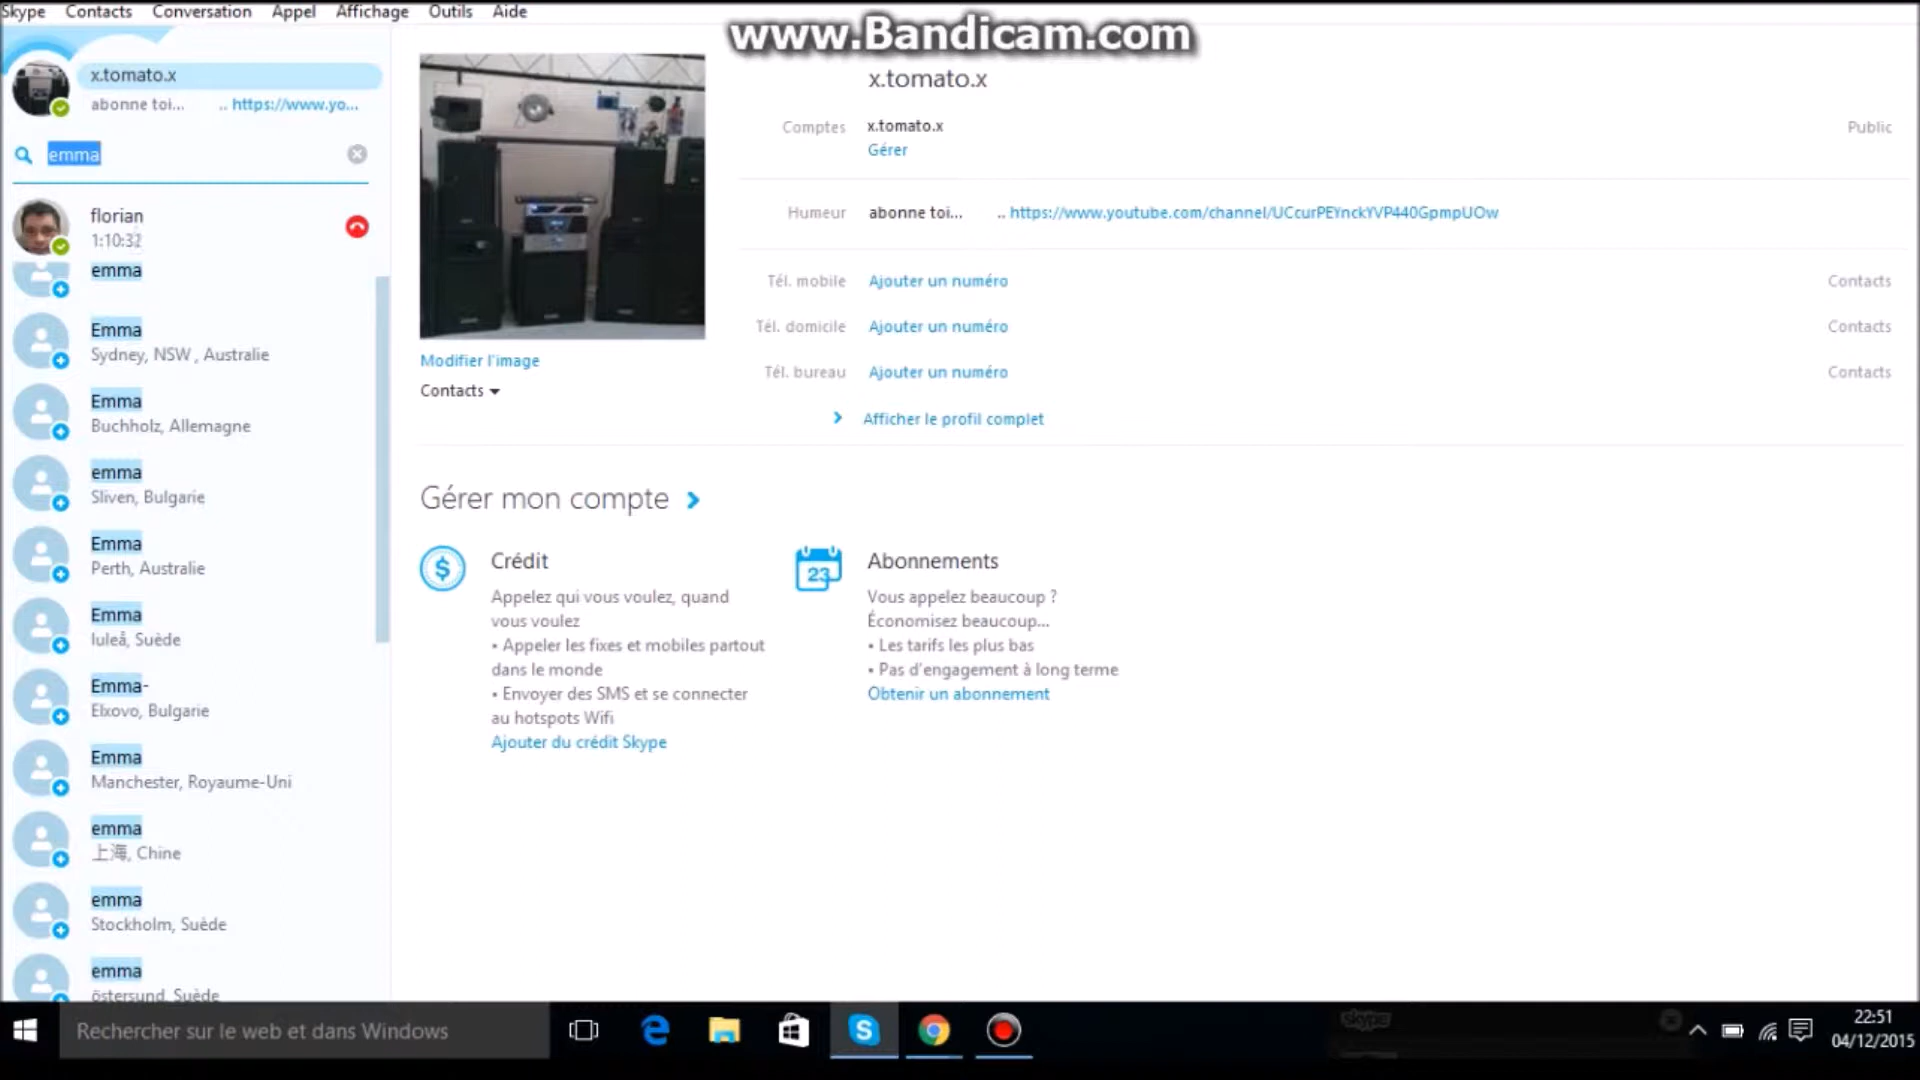 Skype Contacts Conversation Appel Affichage Outils Aide
www.Bandicam.com
x.tomato.x
abonne toi... .. https://www.yo...
emma
florian
1:10:32
emma
Emma
Sydney, NSW , Australie
Emma
Buchholz, Allemagne
emma
Sliven, Bulgarie
Emma
Perth, Australie
Emma
luleå, Suède
Emma-
Elxovo, Bulgarie
Emma
Manchester, Royaume-Uni
emma
上海, Chine
emma
Stockholm, Suède
emma
östersund, Suède
Modifier l'image
Contacts
x.tomato.x
Comptes x.tomato.x Public
Gérer
Humeur abonne toi... .. https://www.youtube.com/channel/UCcurPEYnckYVP440GpmpUOw
Tél. mobile Ajouter un numéro Contacts
Tél. domicile Ajouter un numéro Contacts
Tél. bureau Ajouter un numéro Contacts
Afficher le profil complet
Gérer mon compte
$
Crédit
Appelez qui vous voulez, quand
vous voulez
• Appeler les fixes et mobiles partout
dans le monde
• Envoyer des SMS et se connecter
au hotspots Wifi
Ajouter du crédit Skype
23
Abonnements
Vous appelez beaucoup ?
Économisez beaucoup...
• Les tarifs les plus bas
• Pas d'engagement à long terme
Obtenir un abonnement
Rechercher sur le web et dans Windows
skype
22:51
04/12/2015